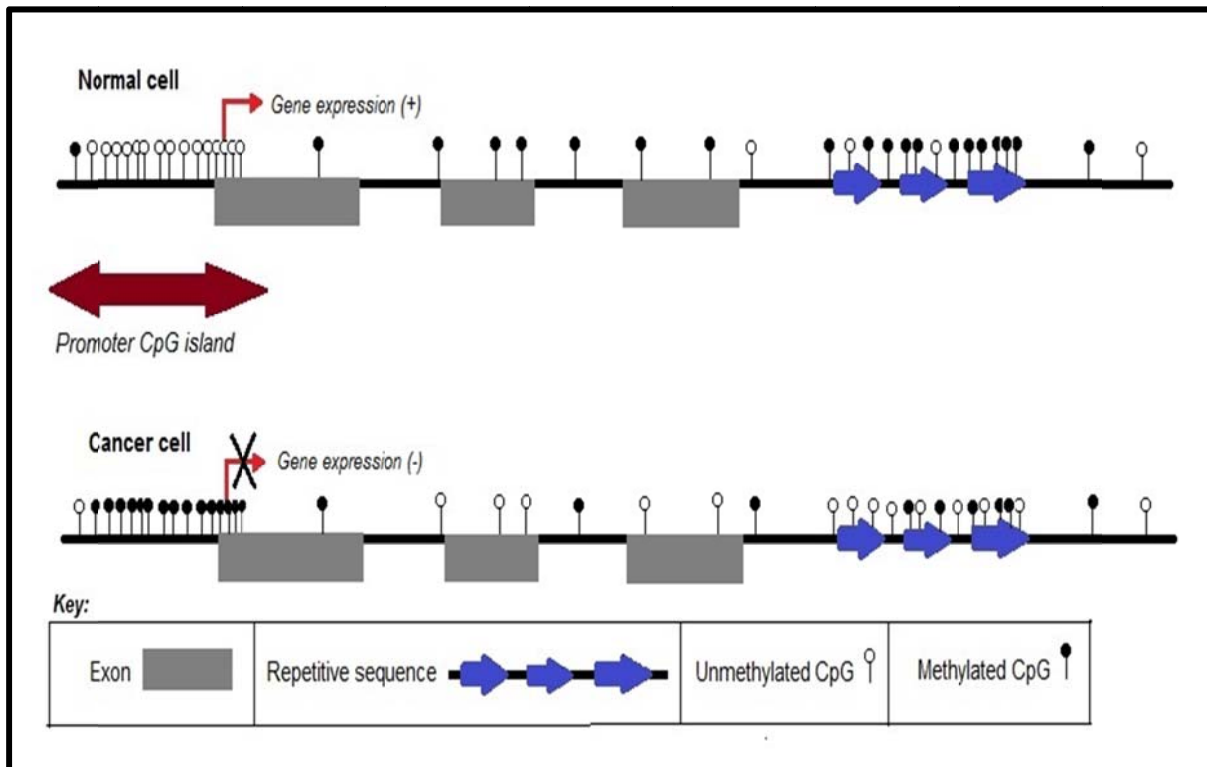 Normal cell
Gene expression (+)
Promoter CpG island
Cancer cell
Gene expression (-)
Key:
Exon
Repetitive sequence
Unmethylated CpG
Methylated CpG